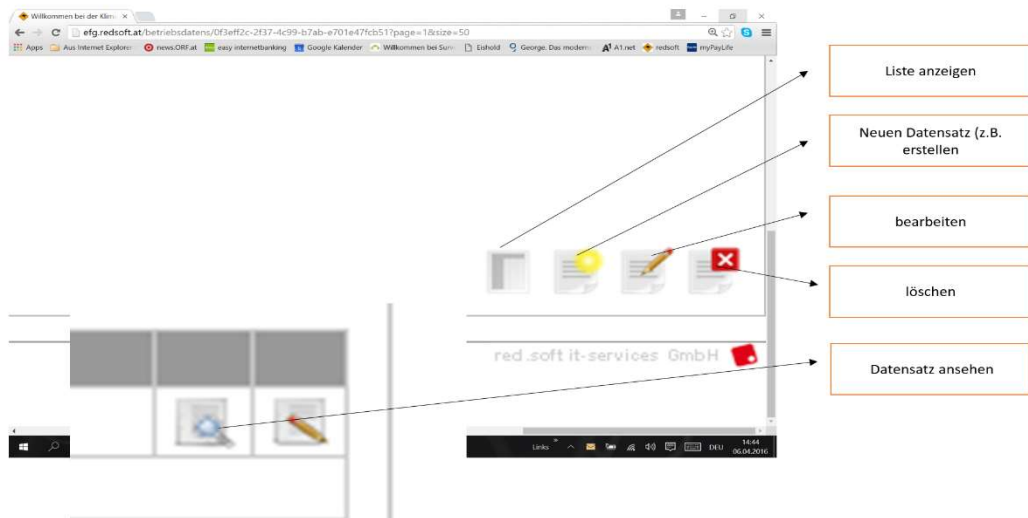 Willkommen bei der Klim
efg.redsoft.at/betriebsdatens/0f3eff2c-2f37-4c99-b7ab-e701e47fcb51?page=1&size=50
Apps Aus Internet Explorer news.ORF.at easy internetbanking Google Kalender Willkommen bei Surv Eishold George. Das moderne A1.net redsoft myPayLife
Liste anzeigen
Neuen Datensatz (z.B.
erstellen
bearbeiten
löschen
red.soft it-services GmbH
Datensatz ansehen
Links DEU 14:44
06.04.2016